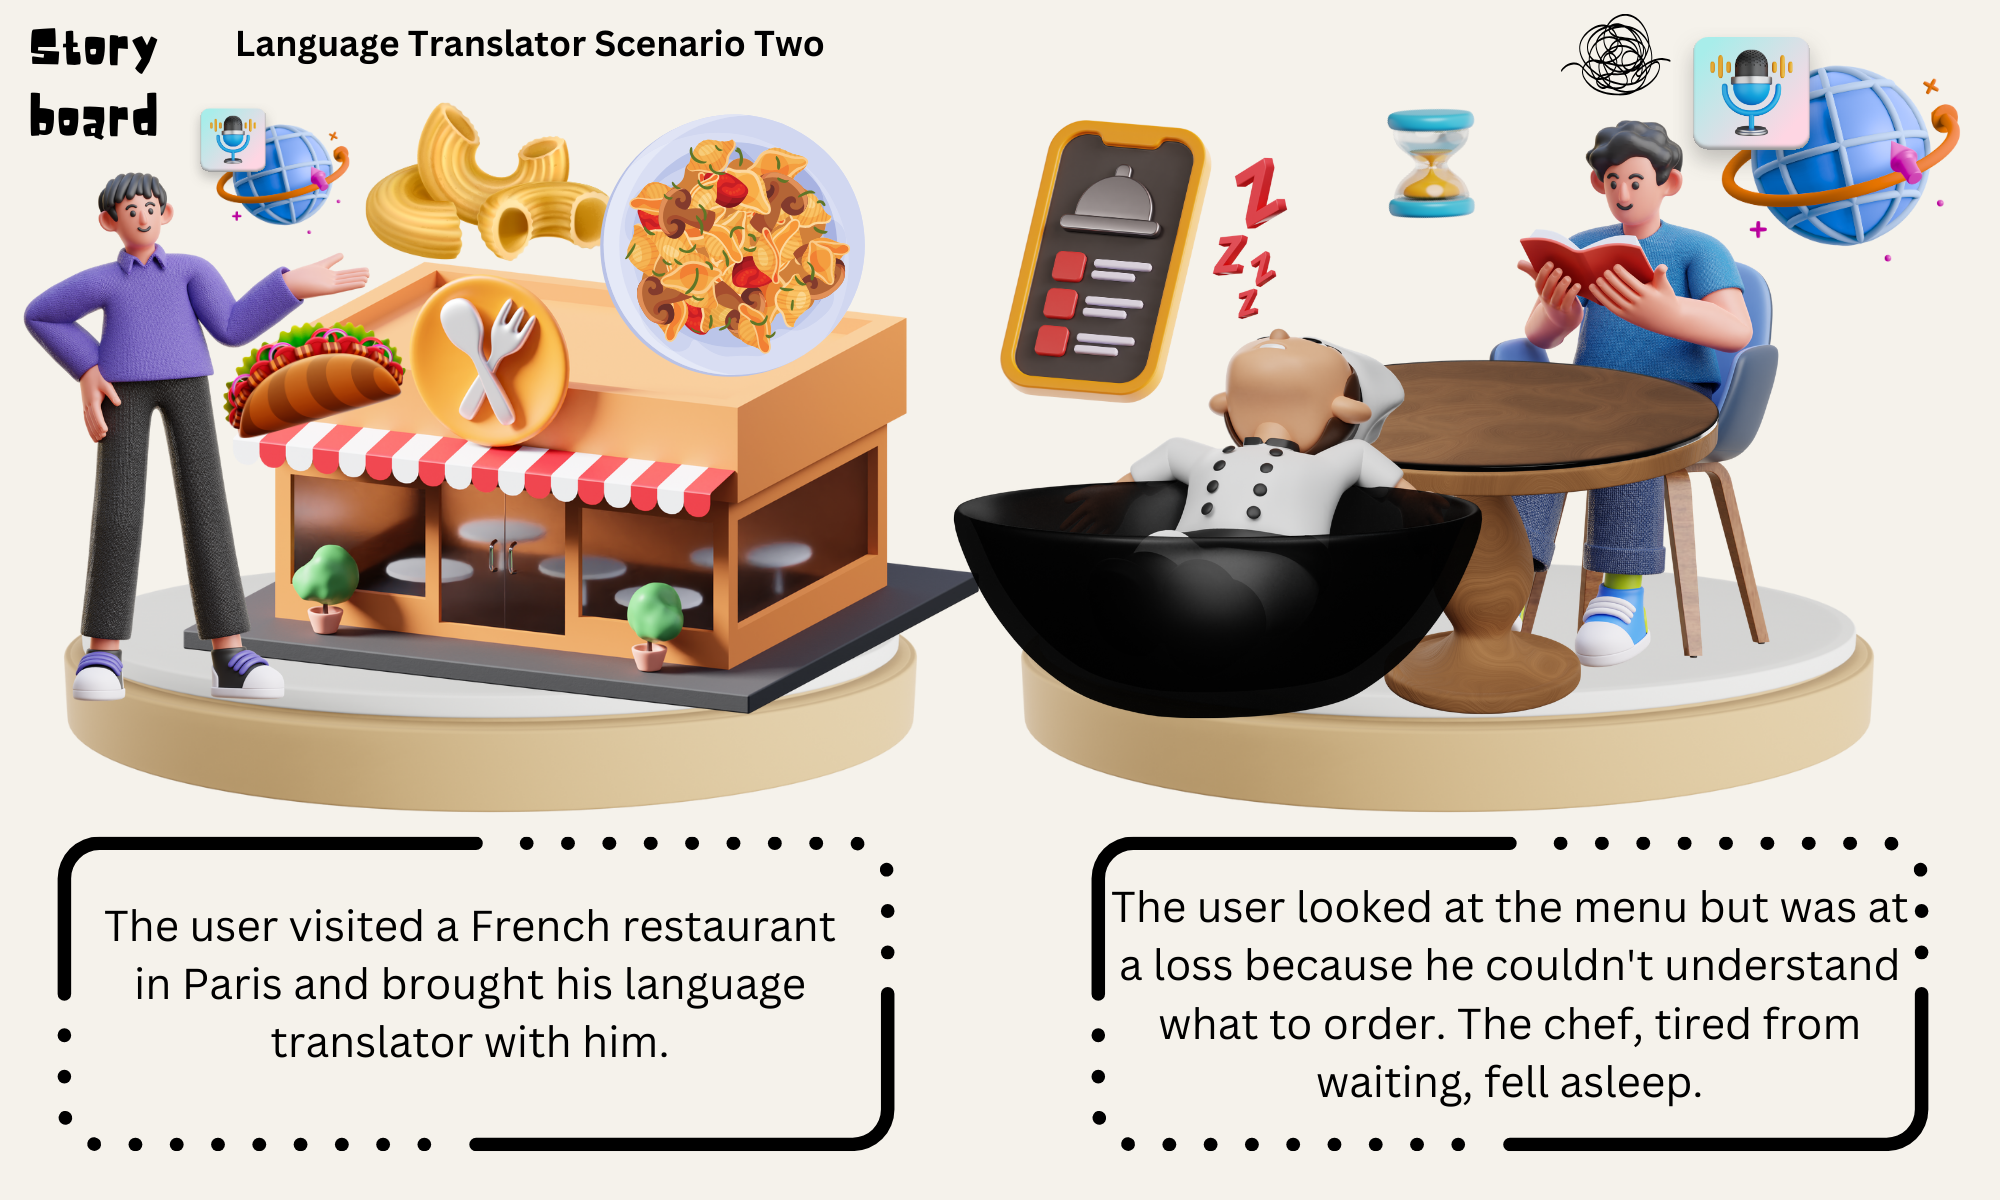 Story
board
Language Translator Scenario Two
Z
Z
Z
Z
The user visited a French restaurant
in Paris and brought his language
translator with him.
The user looked at the menu but was at
a loss because he couldn't understand
what to order. The chef, tired from
waiting, fell asleep.